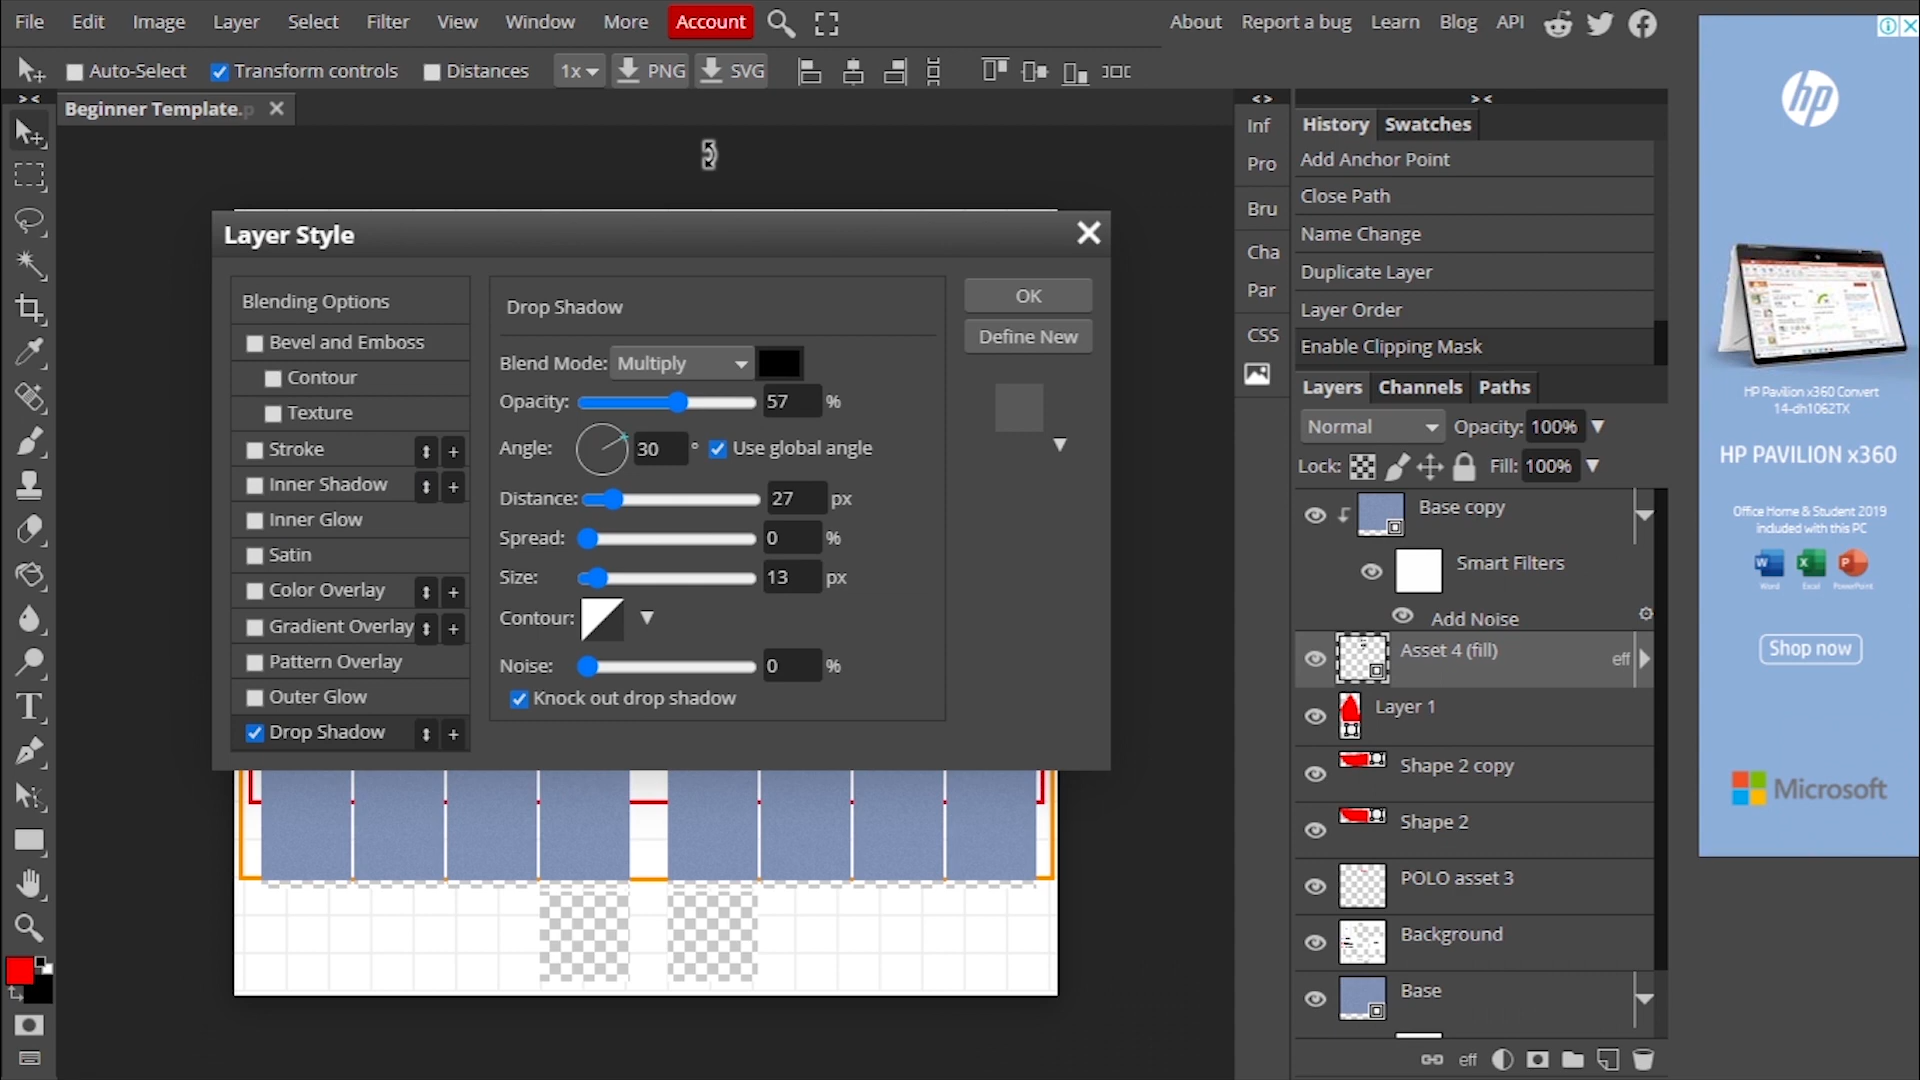 File Edit Image Layer Select Filter View Window More Account
About Report a bug Learn Blog API
Auto-Select Transform controls Distances 1x PNG SVG
Beginner Template.p
Layer Style
Blending Options
Bevel and Emboss
Contour
Texture
Stroke
Inner Shadow
Inner Glow
Satin
Color Overlay
Gradient Overlay
Pattern Overlay
Outer Glow
Drop Shadow
Drop Shadow
Blend Mode: Multiply
Opacity: 57 %
Angle: 30 ° Use global angle
Distance: 27 px
Spread: 0 %
Size: 13 px
Contour:
Noise: 0 %
Knock out drop shadow
OK
Define New
Inf
Pro
Bru
Cha
Par
CSS
History Swatches
Add Anchor Point
Close Path
Name Change
Duplicate Layer
Layer Order
Enable Clipping Mask
Layers Channels Paths
Normal Opacity: 100%
Lock: Fill: 100%
Base copy
Smart Filters
Add Noise
Asset 4 (fill) eff
Layer 1
Shape 2 copy
Shape 2
POLO asset 3
Background
Base
eff
hp
HP Pavilion x360 Convert
14-dh1062TX
HP PAVILION x360
Office Home & Student 2019
included with this PC
Word Excel PowerPoint
Shop now
Microsoft